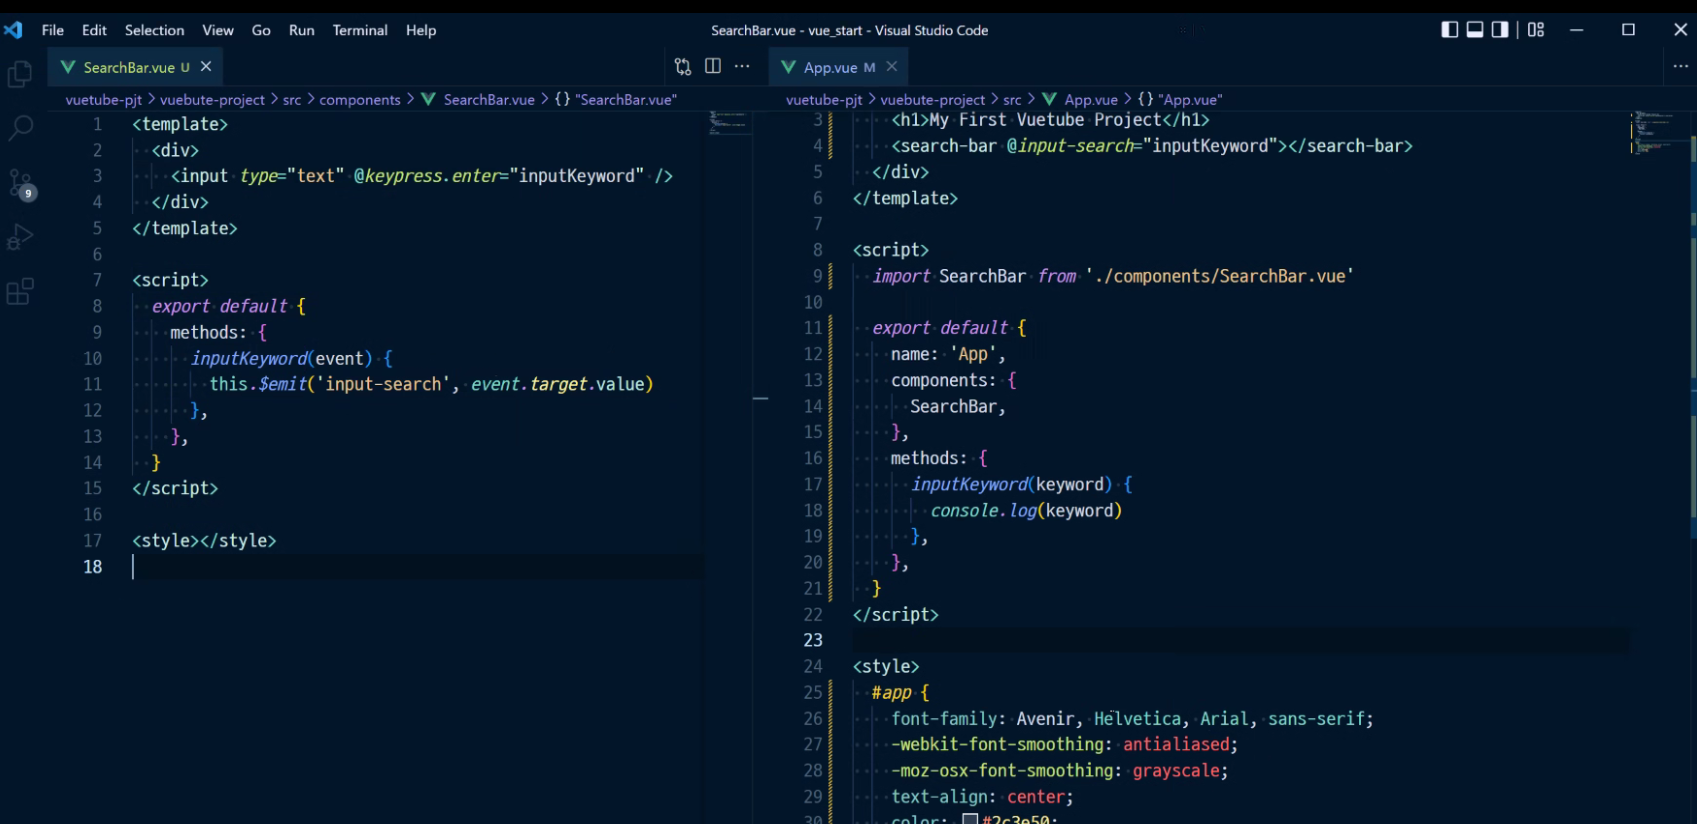 File Edit Selection View Go Run Terminal Help
SearchBar.vue - vue_start - Visual Studio Code
SearchBar.vue U
App.vue M
vuetube-pjt > vuebute-project > src > components > SearchBar.vue > {} "SearchBar.vue"
1 <template>
2 <div>
3 <input type="text" @keypress.enter="inputKeyword" />
4 </div>
5 </template>
6
7 <script>
8 export default {
9 methods: {
10 inputKeyword(event) {
11 this.$emit('input-search', event.target.value)
12 },
13 },
14 }
15 </script>
16
17 <style></style>
18
9
vuetube-pjt > vuebute-project > src > App.vue > {} "App.vue"
3 <h1>My First Vuetube Project</h1>
4 <search-bar @input-search="inputKeyword"></search-bar>
5 </div>
6 </template>
7
8 <script>
9 import SearchBar from './components/SearchBar.vue'
10
11 export default {
12 name: 'App',
13 components: {
14 SearchBar,
15 },
16 methods: {
17 inputKeyword(keyword) {
18 console.log(keyword)
19 },
20 },
21 }
22 </script>
23
24 <style>
25 #app {
26 font-family: Avenir, Helvetica, Arial, sans-serif;
27 -webkit-font-smoothing: antialiased;
28 -moz-osx-font-smoothing: grayscale;
29 text-align: center;
30 color: #2c3e50;